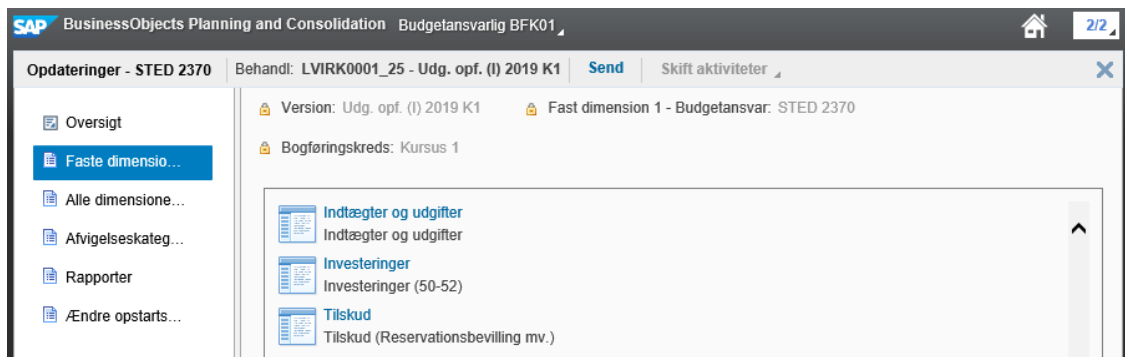 SAP BusinessObjects Planning and Consolidation Budgetansvarlig BFK01 2/2
Opdateringer - STED 2370 Behandl: LVIRK0001_25 - Udg. opf. (I) 2019 K1 Send Skift aktiviteter
Oversigt
Faste dimensio...
Alle dimensione...
Afvigelseskateg...
Rapporter
Ændre opstarts...
Version: Udg. opf. (I) 2019 K1 Fast dimension 1 - Budgetansvar: STED 2370
Bogføringskreds: Kursus 1
Indtægter og udgifter
Indtægter og udgifter
Investeringer
Investeringer (50-52)
Tilskud
Tilskud (Reservationsbevilling mv.)